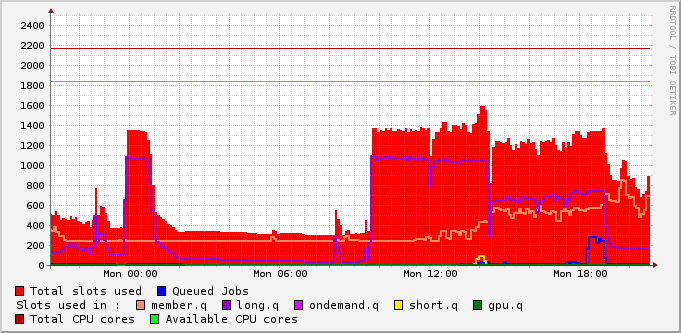 2400
2200
2000
1800
1600
1400
1200
1000
800
600
400
200
0
Mon 00:00 Mon 06:00 Mon 12:00 Mon 18:00
Total slots used Queued Jobs
Slots used in : member.q long.q ondemand.q short.q gpu.q
Total CPU cores Available CPU cores
RRDTOOL / TOBI OETIKER